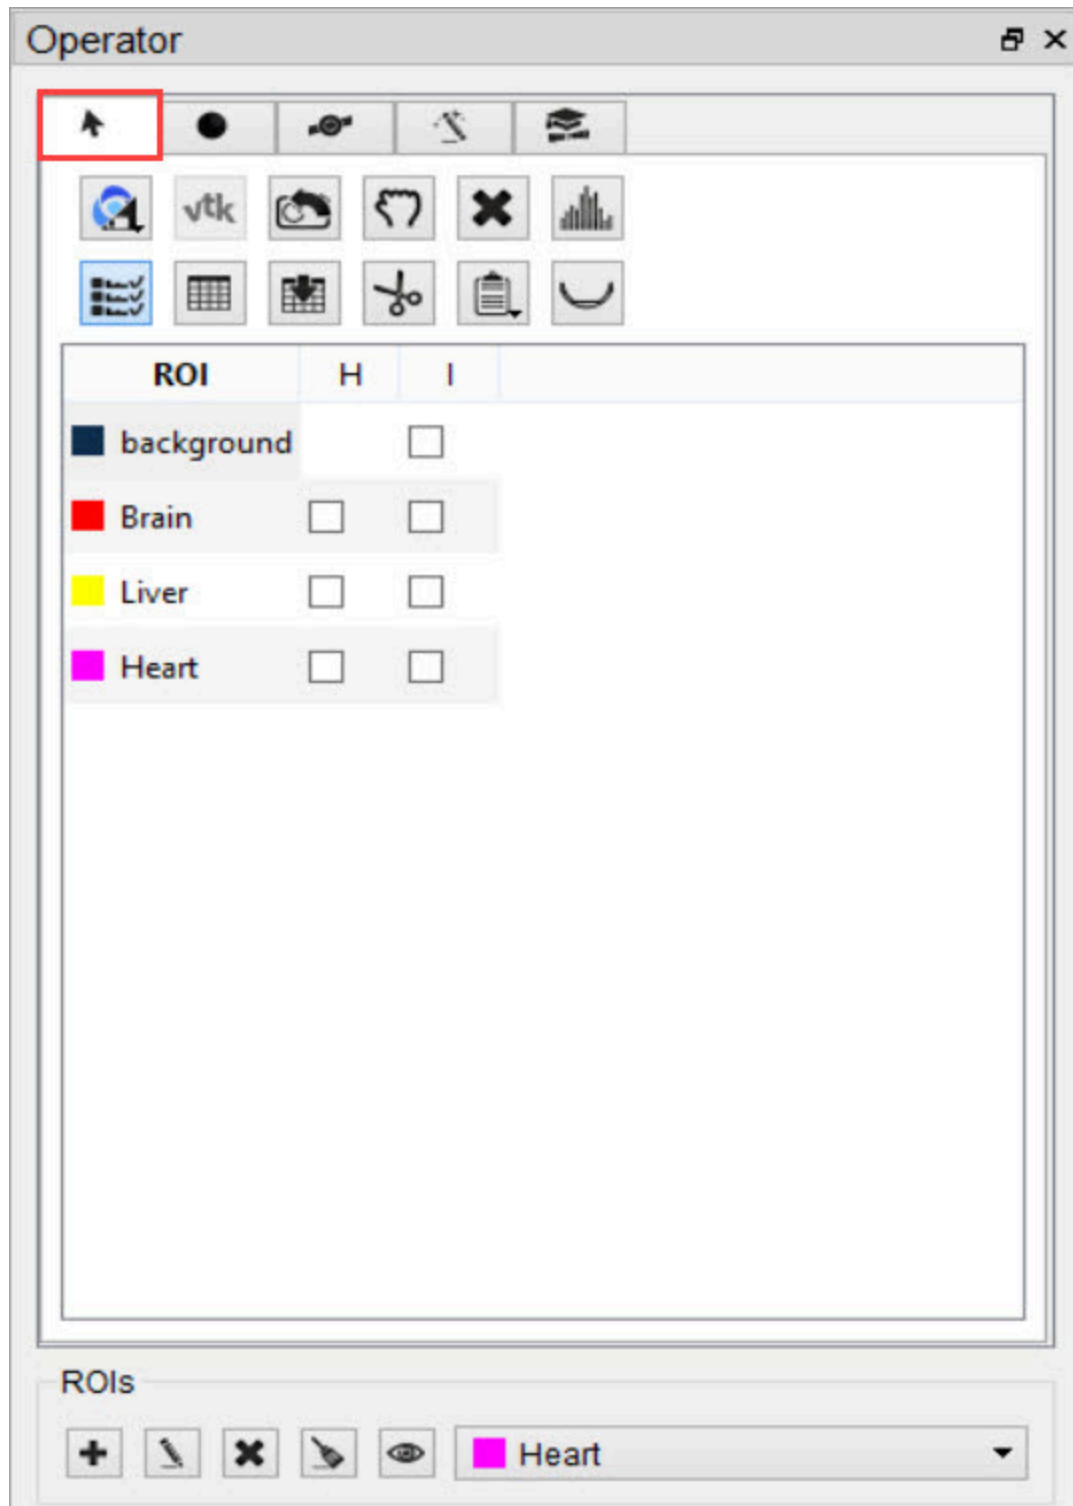 Operator
vtk
ROI H I
background
Brain
Liver
Heart
ROIs
Heart